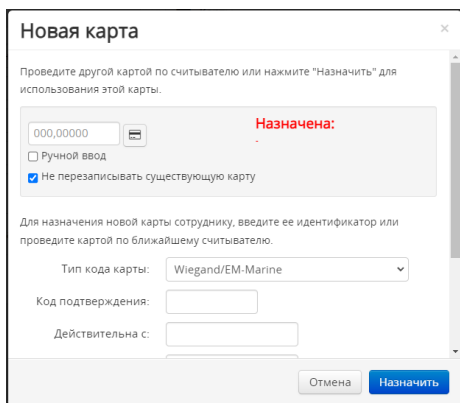 Новая карта
×
Проведите другой картой по считывателю или нажмите "Назначить" для
использования этой карты.
000,00000
Назначена:
-
Ручной ввод
Не перезаписывать существующую карту
Для назначения новой карты сотруднику, введите ее идентификатор или
проведите картой по ближайшему считывателю.
Тип кода карты: Wiegand/EM-Marine
Код подтверждения:
Действительна с:
Отмена Назначить